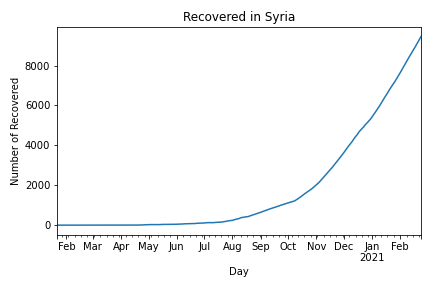 Recovered in Syria
Number of Recovered
8000
6000
4000
2000
0
Feb Mar Apr May Jun Jul Aug Sep Oct Nov Dec Jan Feb
2021
Day